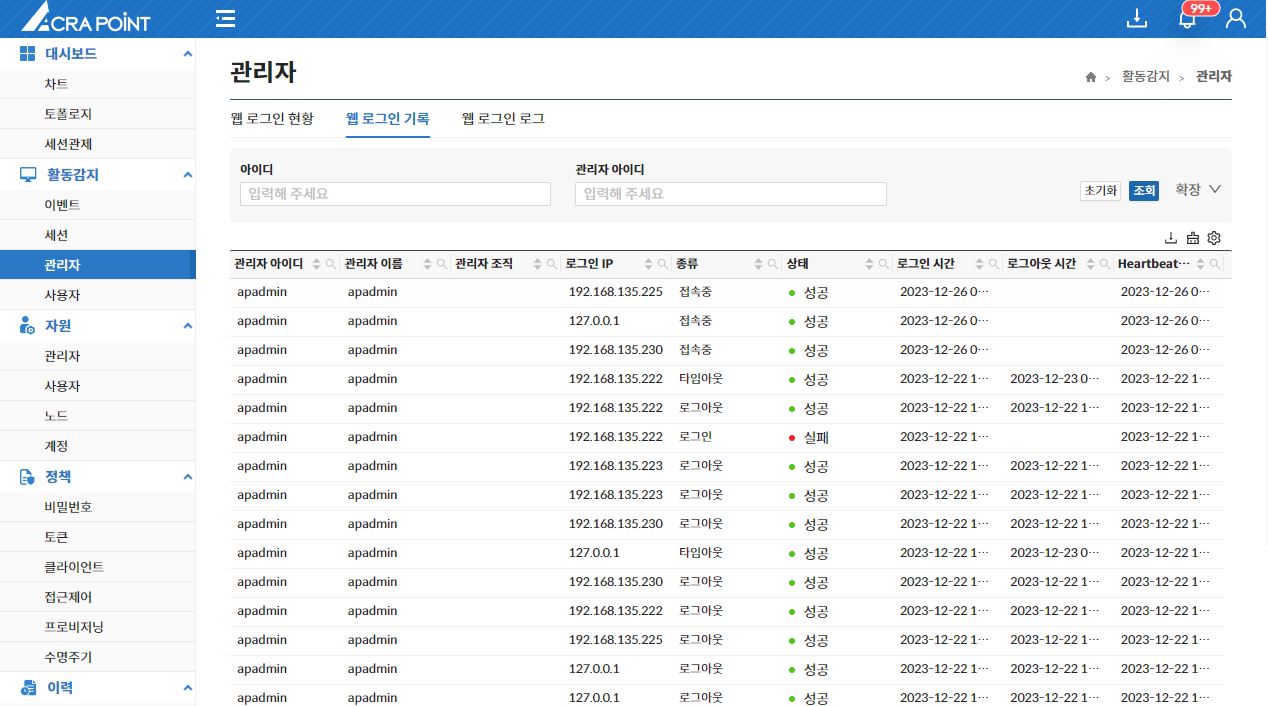 ACRA POINT
99+
대시보드
차트
토폴로지
세션관제
활동감지
이벤트
세션
관리자
사용자
자원
관리자
사용자
노드
계정
정책
비밀번호
토큰
클라이언트
접근제어
프로비저닝
수명주기
이력
관리자
> 활동감지 > 관리자
웹 로그인 현황 웹 로그인 기록 웹 로그인 로그
아이디 관리자 아이디
입력해 주세요 입력해 주세요 초기화 조회 확장
관리자 아이디 관리자 이름 관리자 조직 로그인 IP 종류 상태 로그인 시간 로그아웃 시간 Heartbeat···
apadmin apadmin 192.168.135.225 접속중 성공 2023-12-26 0··· 2023-12-26 0···
apadmin apadmin 127.0.0.1 접속중 성공 2023-12-26 0··· 2023-12-26 0···
apadmin apadmin 192.168.135.230 접속중 성공 2023-12-26 0··· 2023-12-26 0···
apadmin apadmin 192.168.135.222 타임아웃 성공 2023-12-22 1··· 2023-12-23 0··· 2023-12-22 1···
apadmin apadmin 192.168.135.222 로그아웃 성공 2023-12-22 1··· 2023-12-22 1··· 2023-12-22 1···
apadmin apadmin 192.168.135.222 로그인 실패 2023-12-22 1··· 2023-12-22 1···
apadmin apadmin 192.168.135.223 로그아웃 성공 2023-12-22 1··· 2023-12-22 1··· 2023-12-22 1···
apadmin apadmin 192.168.135.223 로그아웃 성공 2023-12-22 1··· 2023-12-22 1··· 2023-12-22 1···
apadmin apadmin 192.168.135.230 로그아웃 성공 2023-12-22 1··· 2023-12-22 1··· 2023-12-22 1···
apadmin apadmin 127.0.0.1 타임아웃 성공 2023-12-22 1··· 2023-12-23 0··· 2023-12-22 1···
apadmin apadmin 192.168.135.230 로그아웃 성공 2023-12-22 1··· 2023-12-22 1··· 2023-12-22 1···
apadmin apadmin 192.168.135.222 로그아웃 성공 2023-12-22 1··· 2023-12-22 1··· 2023-12-22 1···
apadmin apadmin 192.168.135.225 로그아웃 성공 2023-12-22 1··· 2023-12-22 1··· 2023-12-22 1···
apadmin apadmin 127.0.0.1 로그아웃 성공 2023-12-22 1··· 2023-12-22 1··· 2023-12-22 1···
apadmin apadmin 127.0.0.1 로그아웃 성공 2023-12-22 1··· 2023-12-22 1··· 2023-12-22 1···